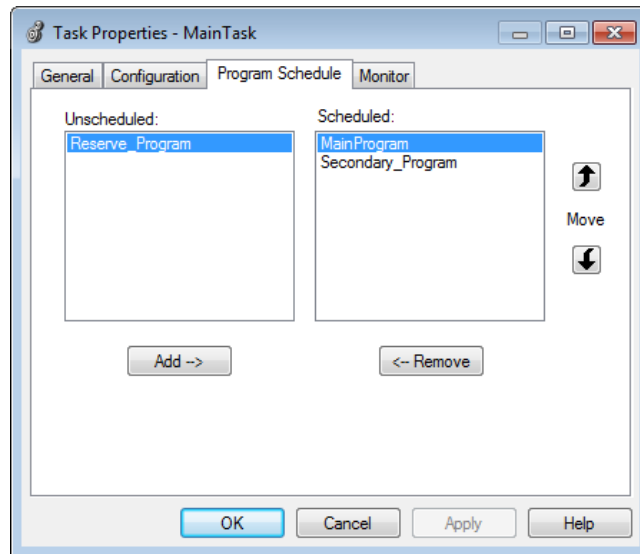 Task Properties - MainTask
General Configuration Program Schedule Monitor
Unscheduled: Scheduled:
Reserve_Program MainProgram
Secondary_Program
Move
Add --> <-- Remove
OK Cancel Apply Help